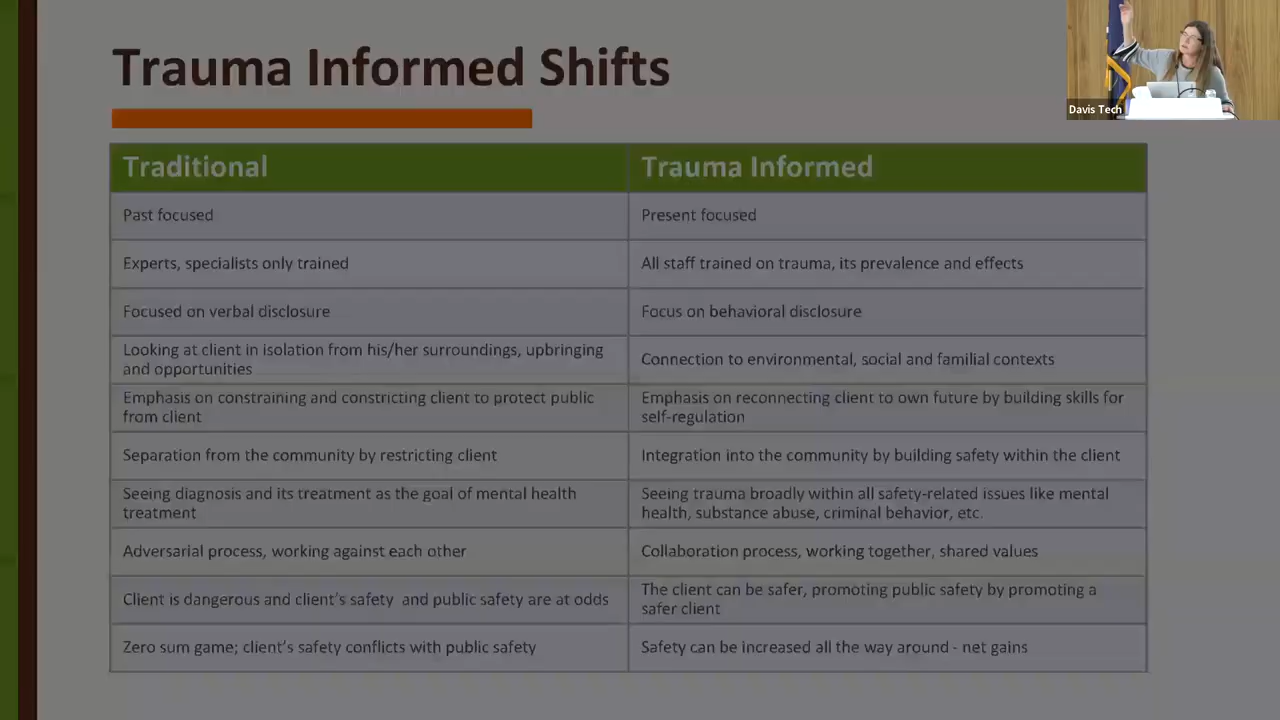 Trauma Informed Shifts
Davis Tech
Traditional
Trauma Informed
Past focused
Present focused
Experts, specialists only trained
All staff trained on trauma, its prevalence and effects
Focused on verbal disclosure
Focus on behavioral disclosure
Looking at client in isolation from his/her surroundings, upbringing
and opportunities
Connection to environmental, social and familial contexts
Emphasis on constraining and constricting client to protect public
from client
Emphasis on reconnecting client to own future by building skills for
self-regulation
Separation from the community by restricting client
Integration into the community by building safety within the client
Seeing diagnosis and its treatment as the goal of mental health
treatment
Seeing trauma broadly within all safety-related issues like mental
health, substance abuse, criminal behavior, etc.
Adversarial process, working against each other
Collaboration process, working together, shared values
Client is dangerous and client's safety  and public safety are at odds
The client can be safer, promoting public safety by promoting a
safer client
Zero sum game; client's safety conflicts with public safety
Safety can be increased all the way around - net gains